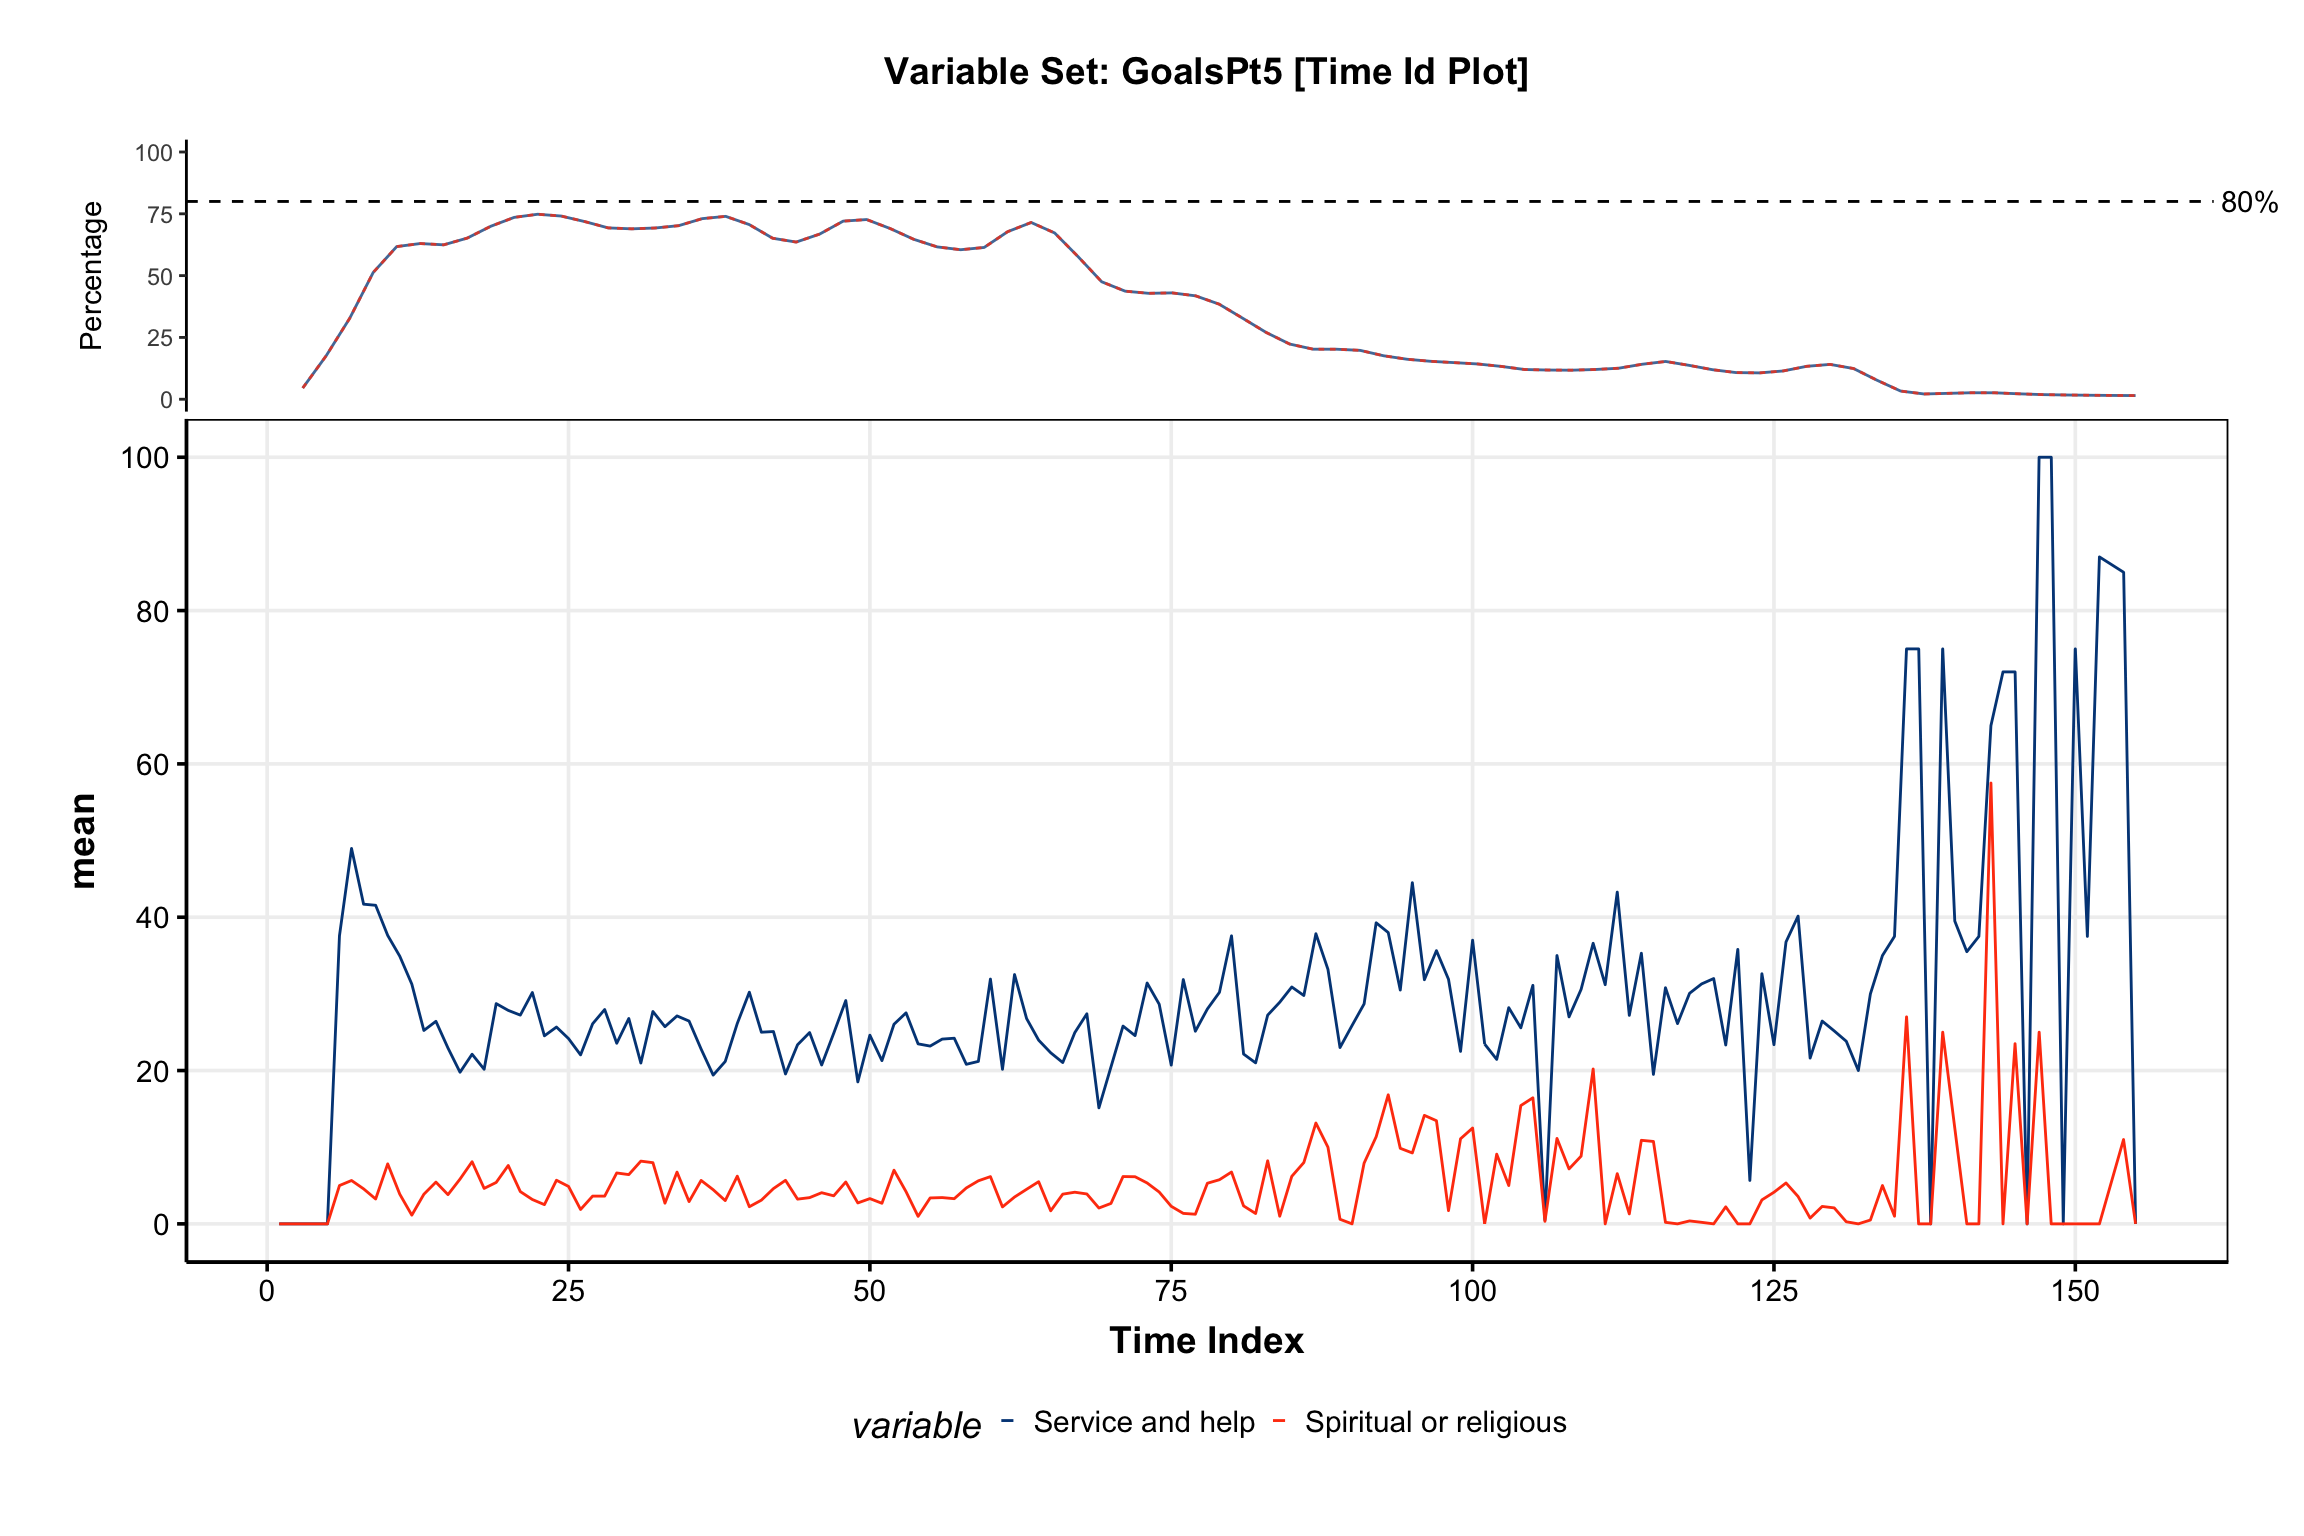 Variable Set: GoalsPt5 [Time Id Plot]
100
75
50
25
0
Percentage
80%
100
80
60
40
20
0
mean
0 25 50 75 100 125 150
Time Index
variable Service and help Spiritual or religious